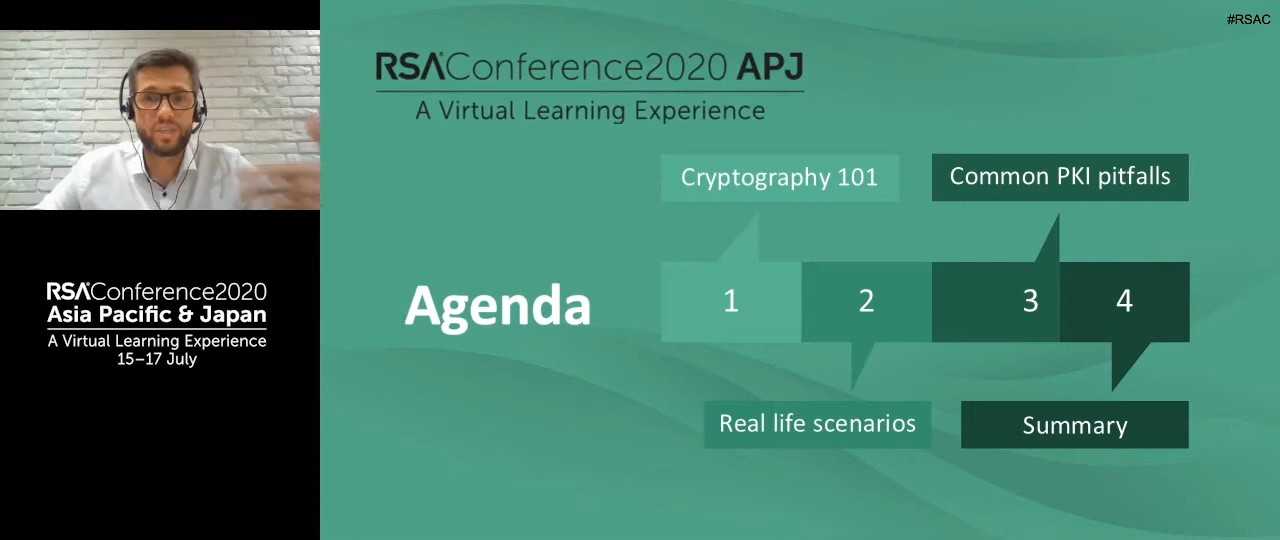 #RSAC
RSAConference2020 APJ
A Virtual Learning Experience
Cryptography 101
Common PKI pitfalls
Agenda
1
2
3
4
Real life scenarios
Summary
RSAConference2020
Asia Pacific & Japan
A Virtual Learning Experience
15–17 July